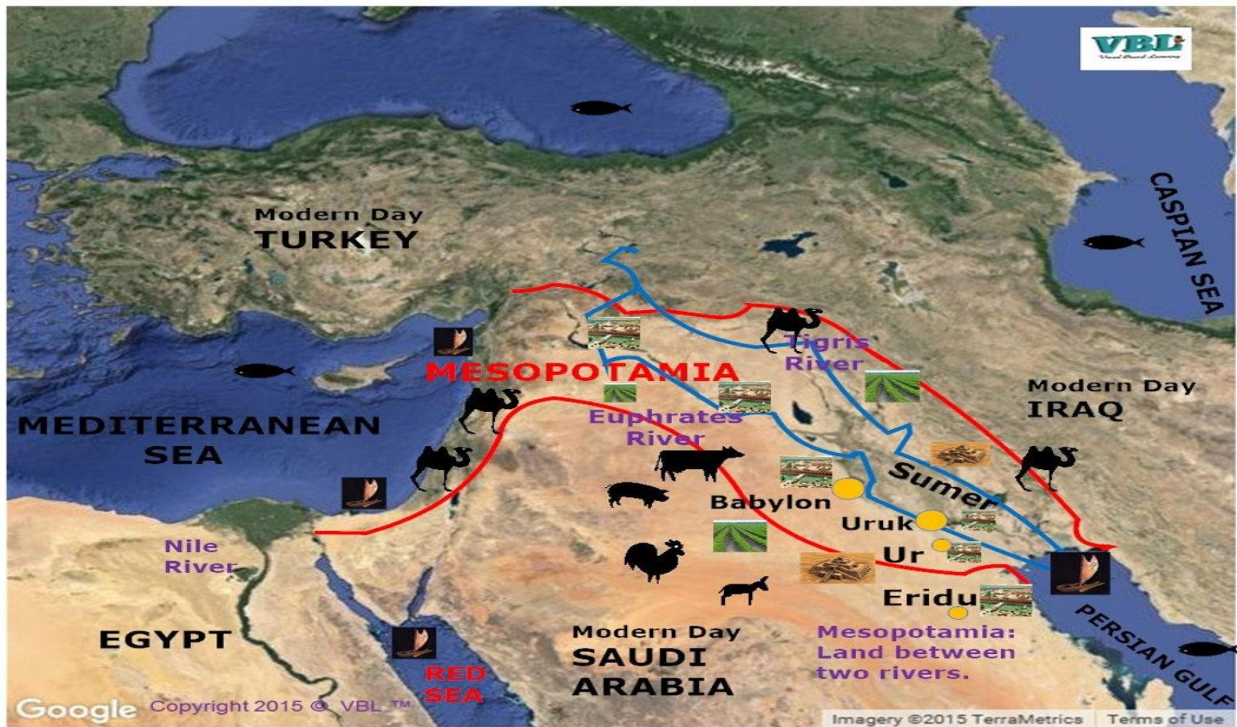 VBL
Visual Based Learning
CASPIAN SEA
Modern Day
TURKEY
Tigris
River
MESOPOTAMIA
Modern Day
IRAQ
Euphrates
River
MEDITERRANEAN
SEA
Sumer
Babylon
Uruk
Ur
Nile
River
Eridu
EGYPT
Modern Day
SAUDI
ARABIA
Mesopotamia:
Land between
two rivers.
PERSIAN GULF
RED
SEA
Google
Copyright 2015 © VBL ™
Imagery ©2015 TerraMetrics
Terms of Use